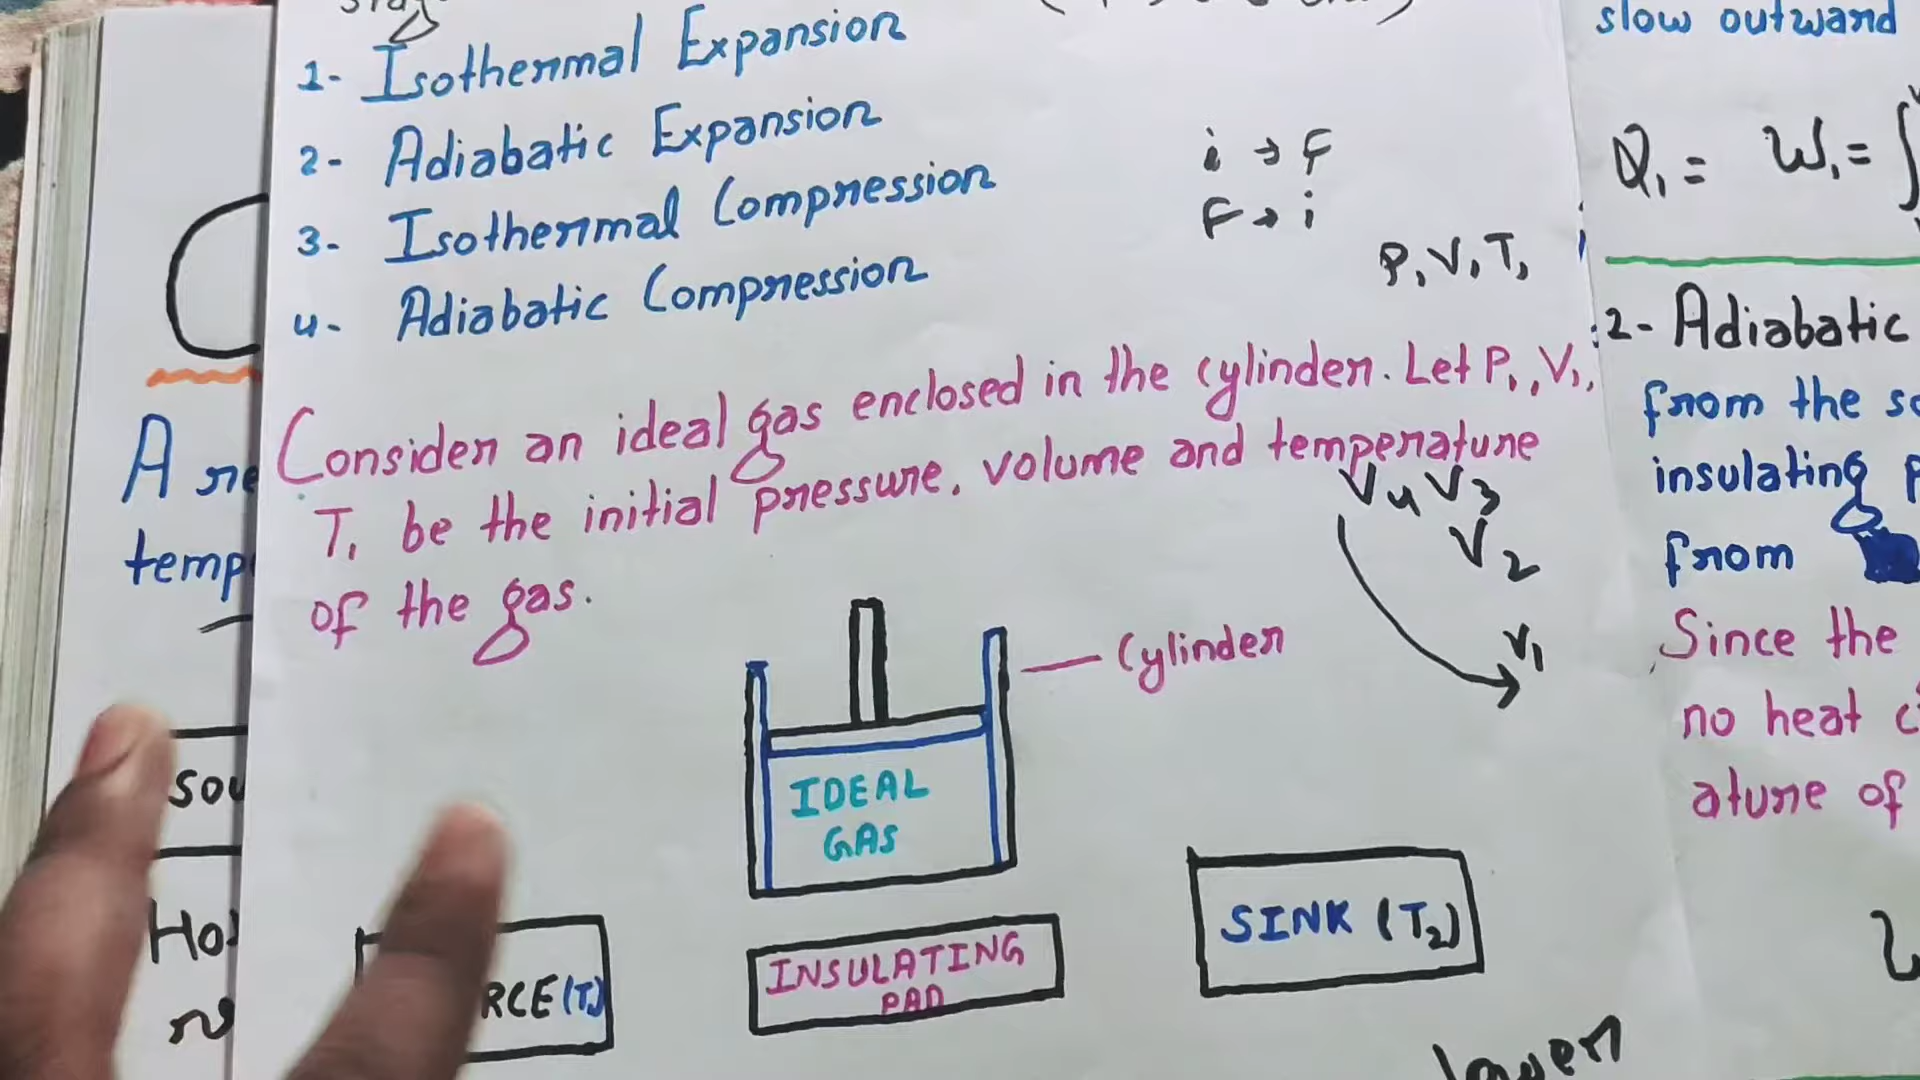 1- Isothermal Expansion
2- Adiabatic Expansion
3- Isothermal Compression
4- Adiabatic Compression
i → F
F → i
P₁ V₁ T₁
Consider an ideal gas enclosed in the cylinder. Let P₁, V₁,
T₁ be the initial pressure, volume and temperature
of the gas.
V₄ V₃
V₂
V₁
Cylinder
IDEAL
GAS
INSULATING
PAD
SINK (T₂)
A
temp
slow outward
Q₁ = W₁ = ∫
2- Adiabatic
from the
insulating
from
Since the
no heat
ature of